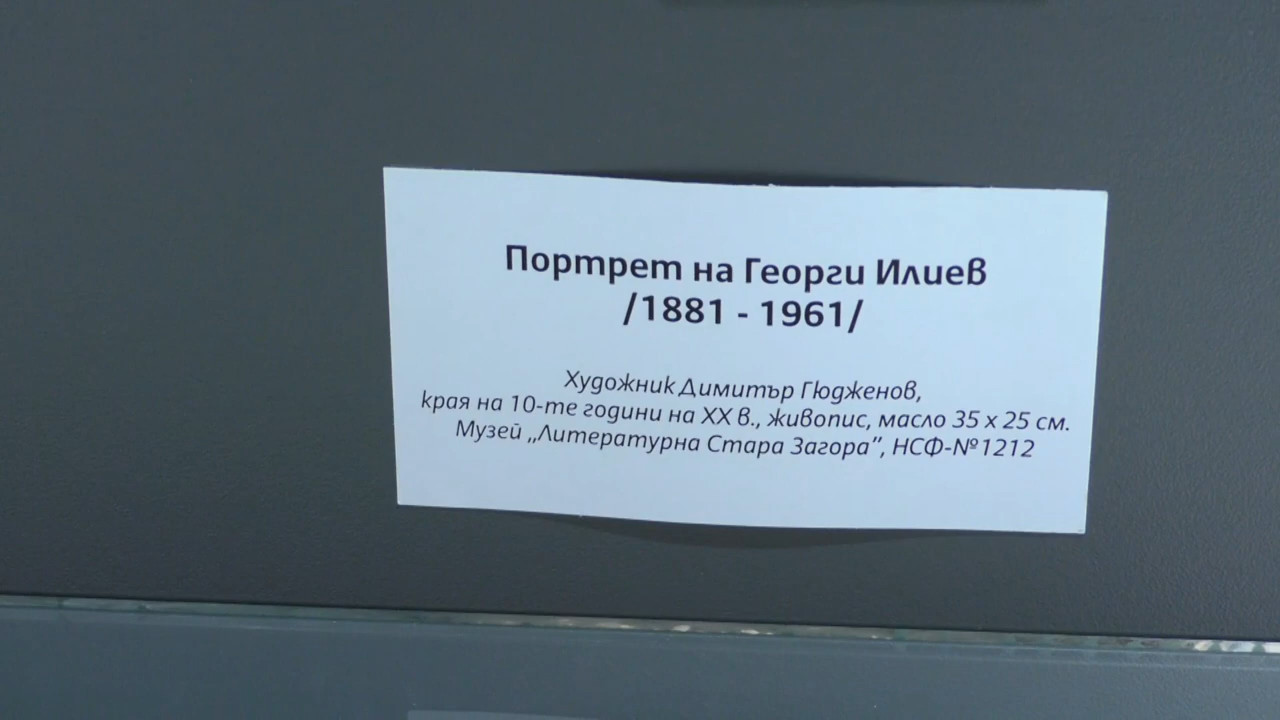 Портрет на Георги Илиев
/1881 - 1961/
Художник Димитър Гюдженов,
края на 10-те години на XX в., живопис, масло 35 x 25 см.
Музей „Литературна Стара Загора”, НСФ-№1212